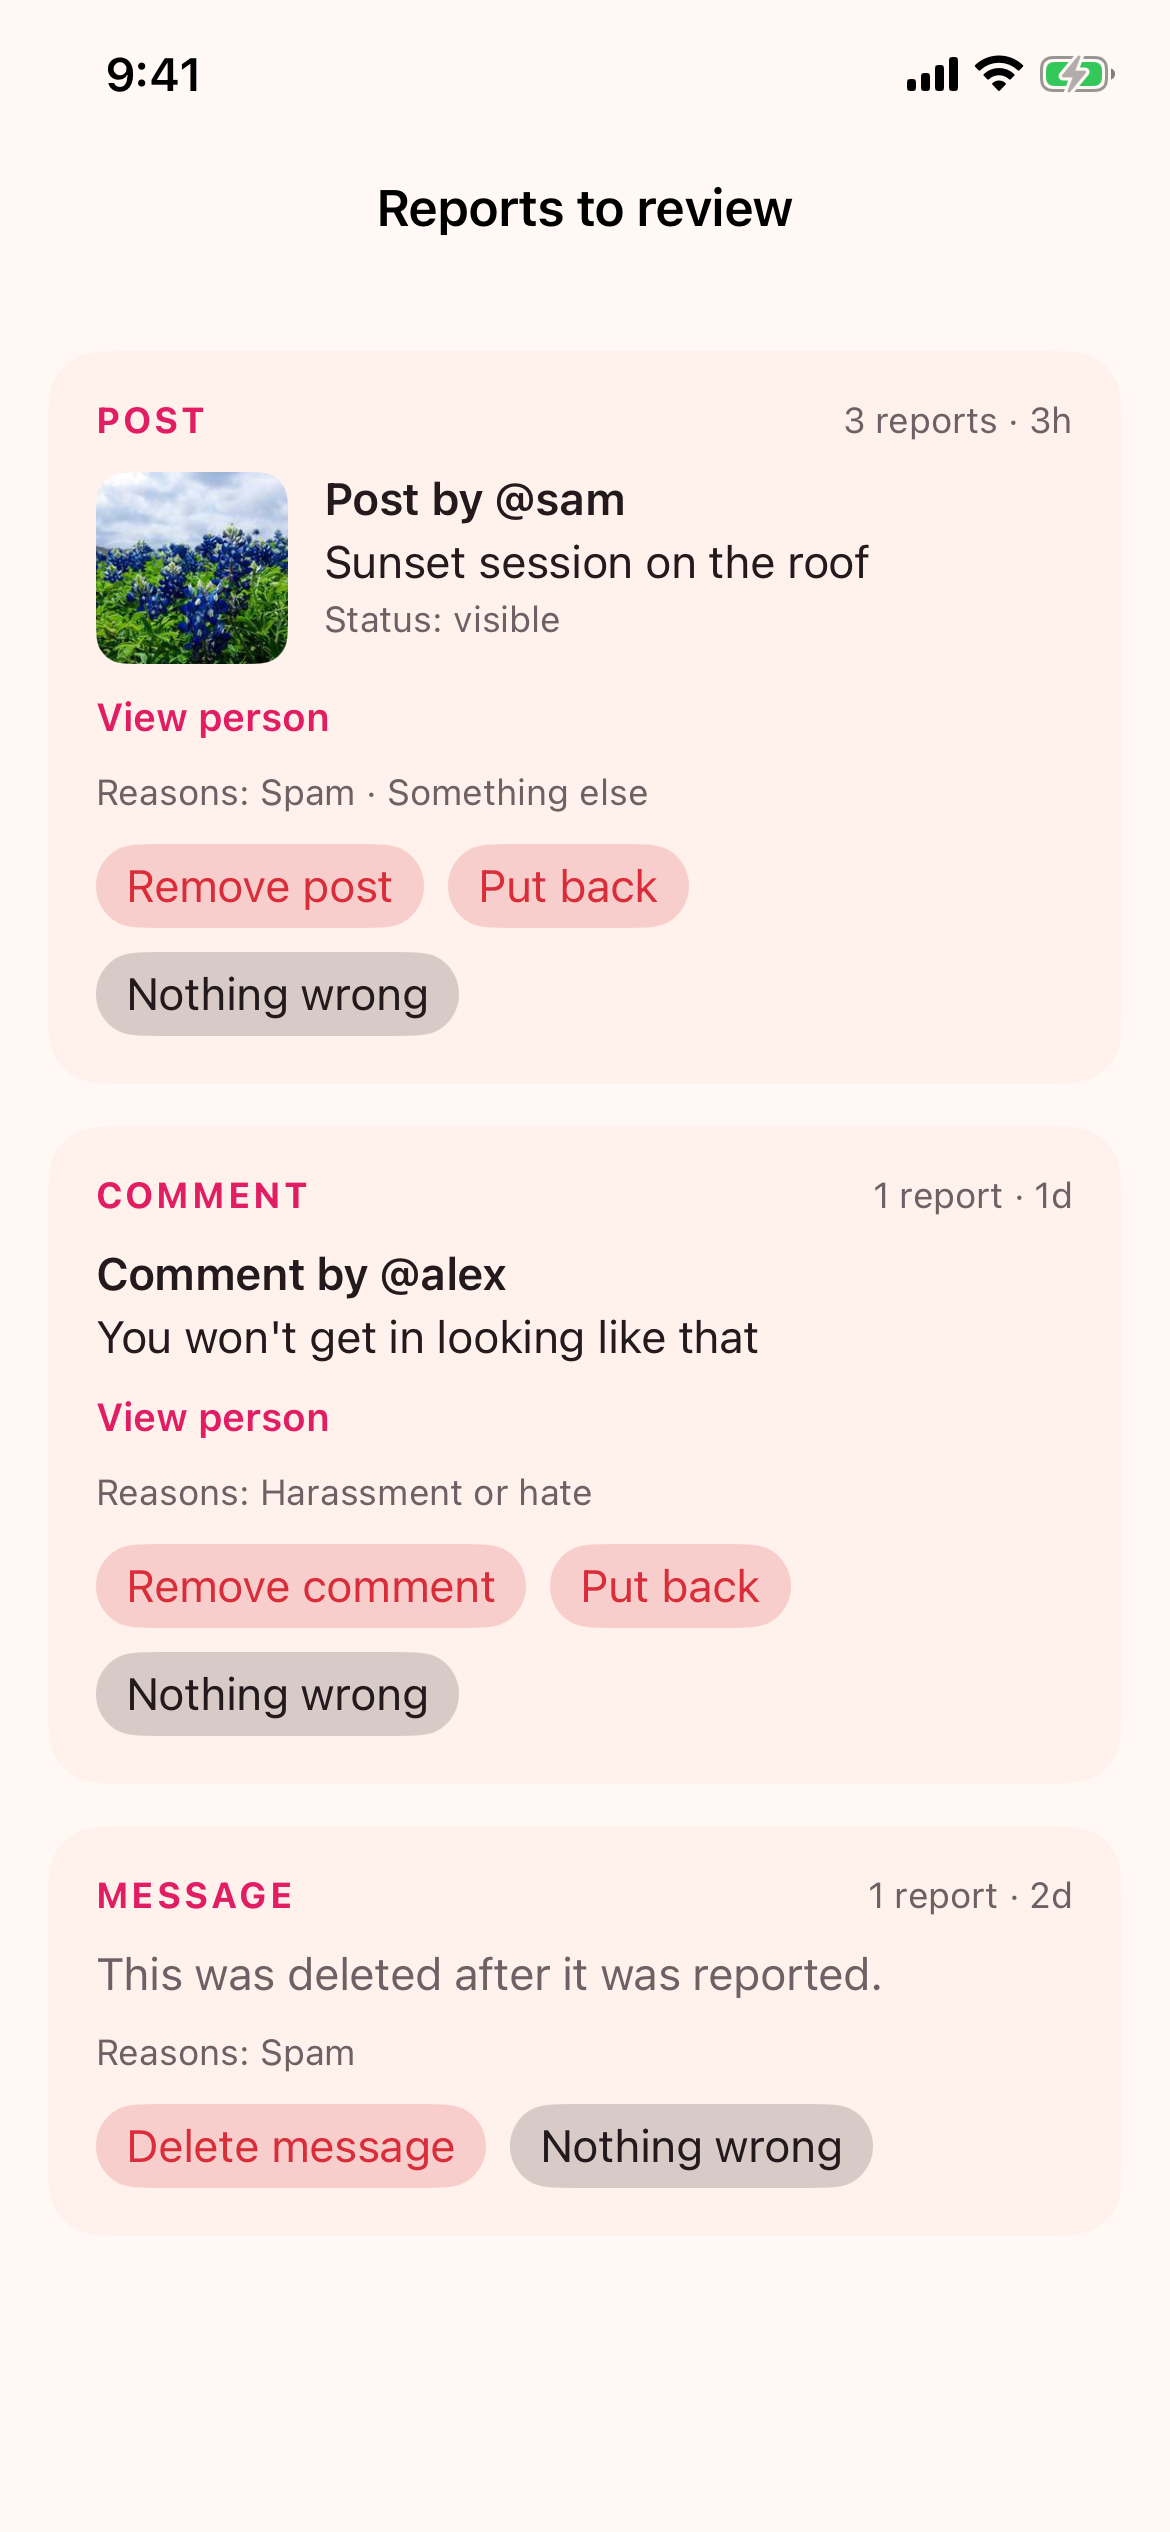 9:41
Reports to review
POST
3 reports · 3h
Post by @sam
Sunset session on the roof
Status: visible
View person
Reasons: Spam · Something else
Remove post
Put back
Nothing wrong
COMMENT
1 report · 1d
Comment by @alex
You won't get in looking like that
View person
Reasons: Harassment or hate
Remove comment
Put back
Nothing wrong
MESSAGE
1 report · 2d
This was deleted after it was reported.
Reasons: Spam
Delete message
Nothing wrong